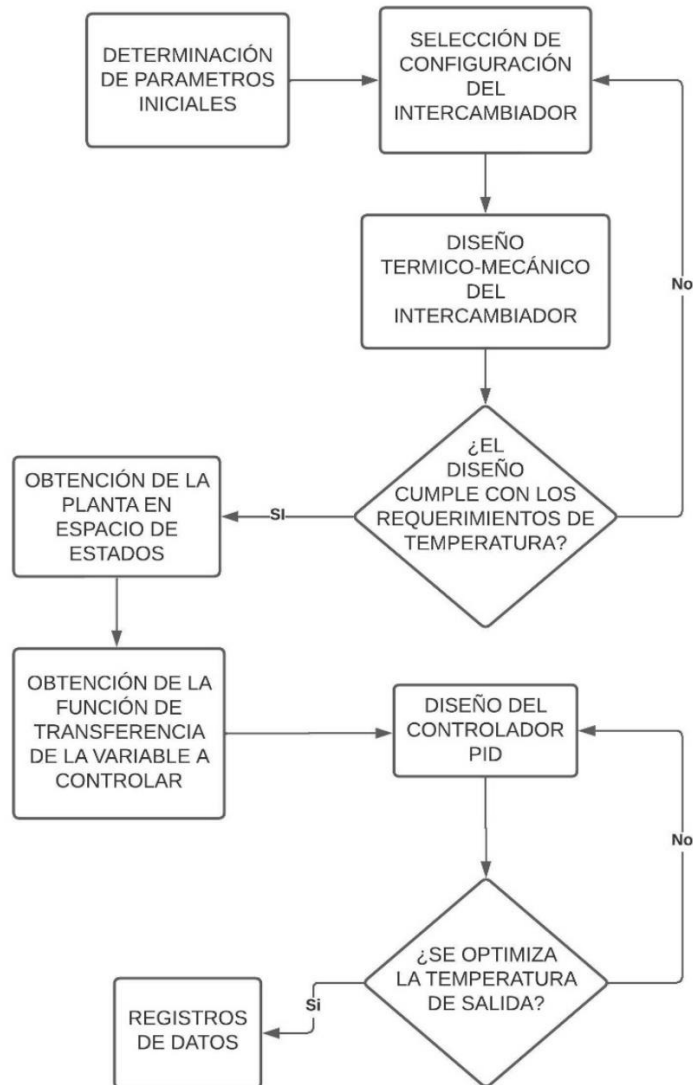 DETERMINACIÓN
DE PARAMETROS
INICIALES
SELECCIÓN DE
CONFIGURACIÓN
DEL
INTERCAMBIADOR
DISEÑO
TERMICO-MECÁNICO
DEL
INTERCAMBIADOR
No
¿EL
DISEÑO
CUMPLE CON LOS
REQUERIMIENTOS DE
TEMPERATURA?
SI
OBTENCIÓN DE LA
PLANTA EN
ESPACIO DE
ESTADOS
OBTENCIÓN DE LA
FUNCIÓN DE
TRANSFERENCIA
DE LA VARIABLE A
CONTROLAR
DISEÑO DEL
CONTROLADOR
PID
No
¿SE OPTIMIZA
LA TEMPERATURA
DE SALIDA?
Si
REGISTROS
DE DATOS